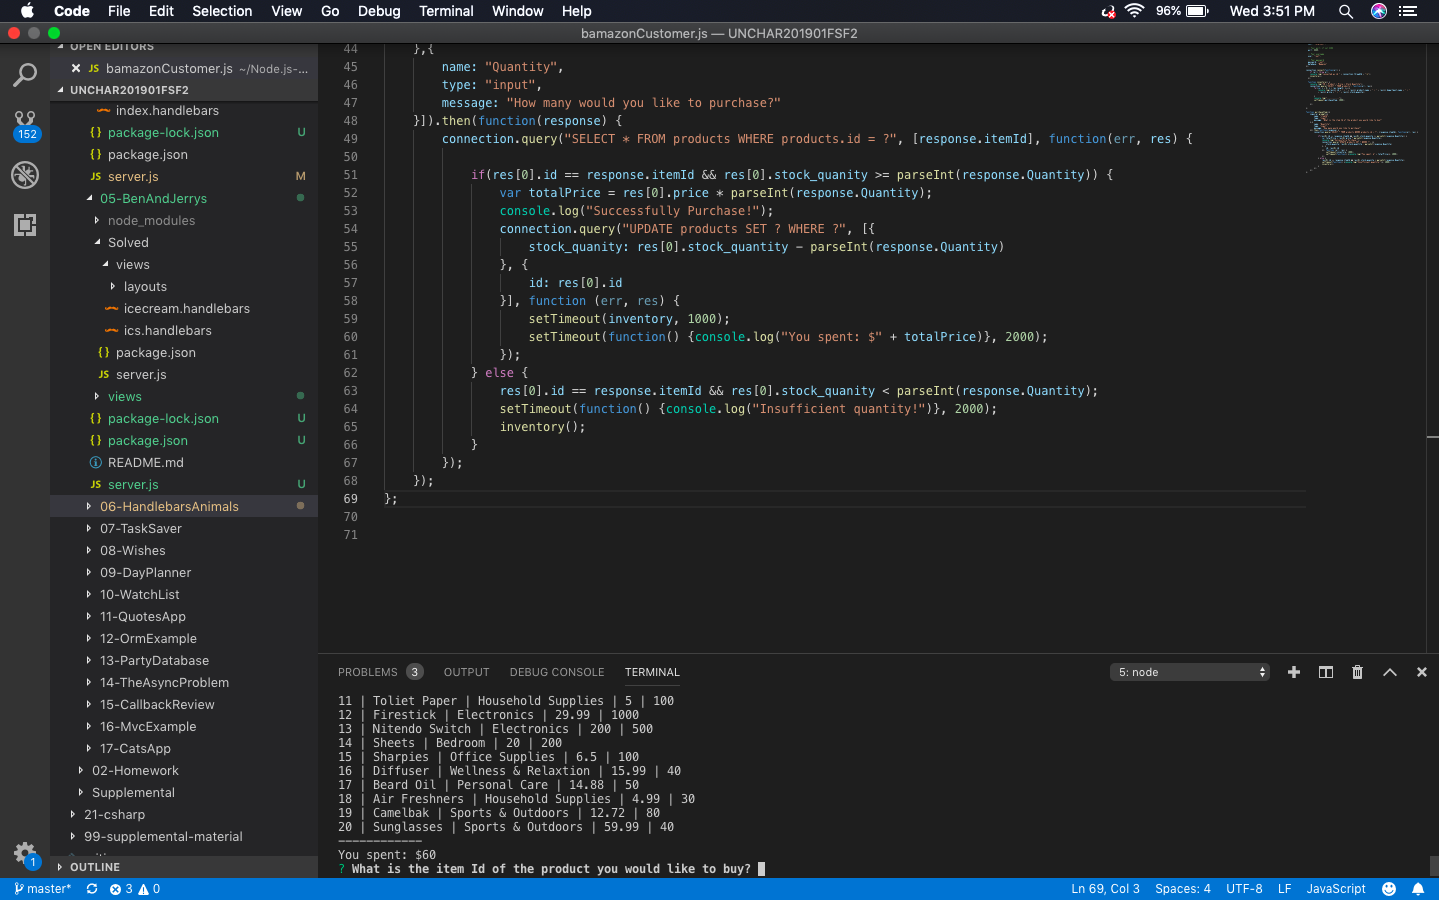 Code File Edit Selection View Go Debug Terminal Window Help 96% Wed 3:51 PM
bamazonCustomer.js — UNCHAR201901FSF2
OPEN EDITORS
JS bamazonCustomer.js ~/Node.js-...
UNCHAR201901FSF2
index.handlebars
{} package-lock.json U
{} package.json
JS server.js M
05-BenAndJerrys
node_modules
Solved
views
layouts
icecream.handlebars
ics.handlebars
{} package.json
JS server.js
views
{} package-lock.json U
{} package.json U
README.md
JS server.js U
06-HandlebarsAnimals
07-TaskSaver
08-Wishes
09-DayPlanner
10-WatchList
11-QuotesApp
12-OrmExample
13-PartyDatabase
14-TheAsyncProblem
15-CallbackReview
16-MvcExample
17-CatsApp
02-Homework
Supplemental
21-csharp
99-supplemental-material
OUTLINE
152
1
44 },{
45 name: "Quantity",
46 type: "input",
47 message: "How many would you like to purchase?"
48 }]).then(function(response) {
49 connection.query("SELECT * FROM products WHERE products.id = ?", [response.itemId], function(err, res) {
50
51 if(res[0].id == response.itemId && res[0].stock_quantity >= parseInt(response.Quantity)) {
52 var totalPrice = res[0].price * parseInt(response.Quantity);
53 console.log("Successfully Purchase!");
54 connection.query("UPDATE products SET ? WHERE ?", [{
55 stock_quanity: res[0].stock_quantity - parseInt(response.Quantity)
56 }, {
57 id: res[0].id
58 }], function (err, res) {
59 setTimeout(inventory, 1000);
60 setTimeout(function() {console.log("You spent: $" + totalPrice)}, 2000);
61 });
62 } else {
63 res[0].id == response.itemId && res[0].stock_quanity < parseInt(response.Quantity);
64 setTimeout(function() {console.log("Insufficient quantity!")}, 2000);
65 inventory();
66 }
67 });
68 });
69 };
70
71
PROBLEMS 3 OUTPUT DEBUG CONSOLE TERMINAL 5: node
11 | Toliet Paper | Household Supplies | 5 | 100
12 | Firestick | Electronics | 29.99 | 1000
13 | Nitendo Switch | Electronics | 200 | 500
14 | Sheets | Bedroom | 20 | 200
15 | Sharpies | Office Supplies | 6.5 | 100
16 | Diffuser | Wellness & Relaxtion | 15.99 | 40
17 | Beard Oil | Personal Care | 14.88 | 50
18 | Air Freshners | Household Supplies | 4.99 | 30
19 | Camelbak | Sports & Outdoors | 12.72 | 80
20 | Sunglasses | Sports & Outdoors | 59.99 | 40
------------
You spent: $60
? What is the item Id of the product you would like to buy?
master* 3 0 Ln 69, Col 3 Spaces: 4 UTF-8 LF JavaScript